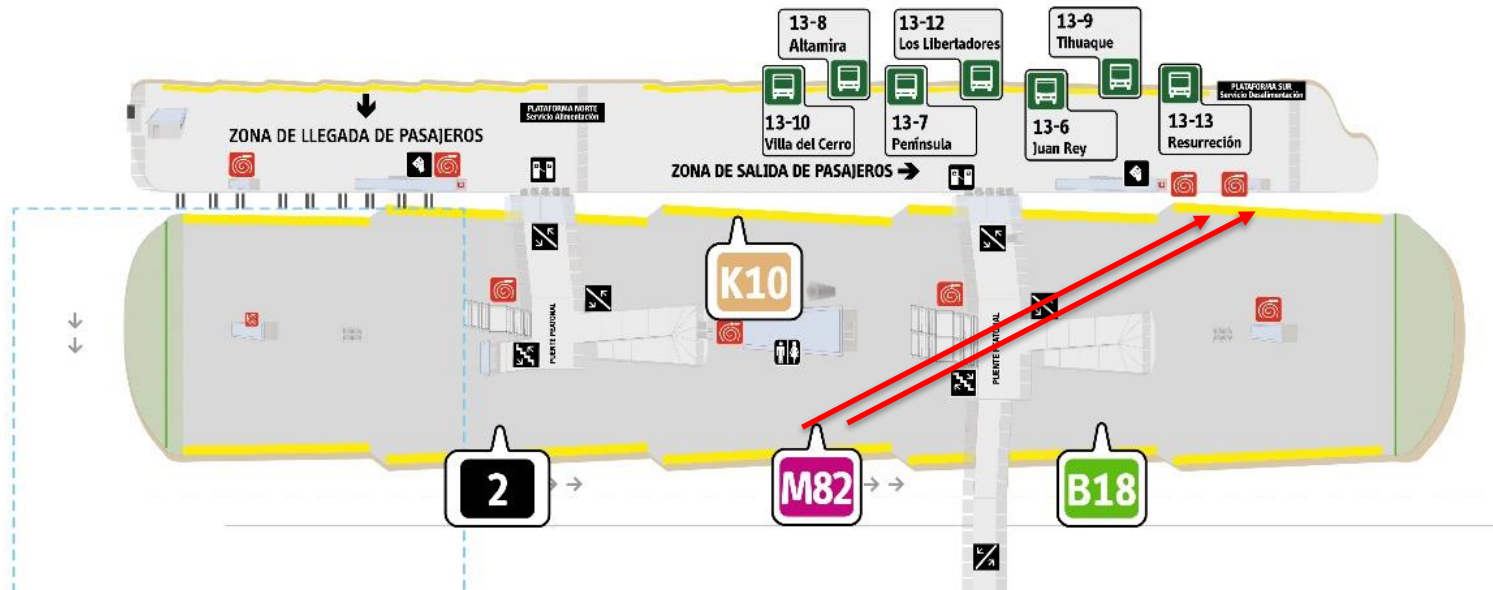 13-8
Altamira
13-12
Los Libertadores
13-9
Tihuaque
PLATAFORMA SUR
Servicio Desalimentación
PLATAFORMA NORTE
Servicio Alimentación
ZONA DE LLEGADA DE PASAJEROS
13-10
Villa del Cerro
13-7
Península
13-6
Juan Rey
13-13
Resurreción
ZONA DE SALIDA DE PASAJEROS
K10
PUENTE PEATONAL
PUENTE PEATONAL
2
M82
B18